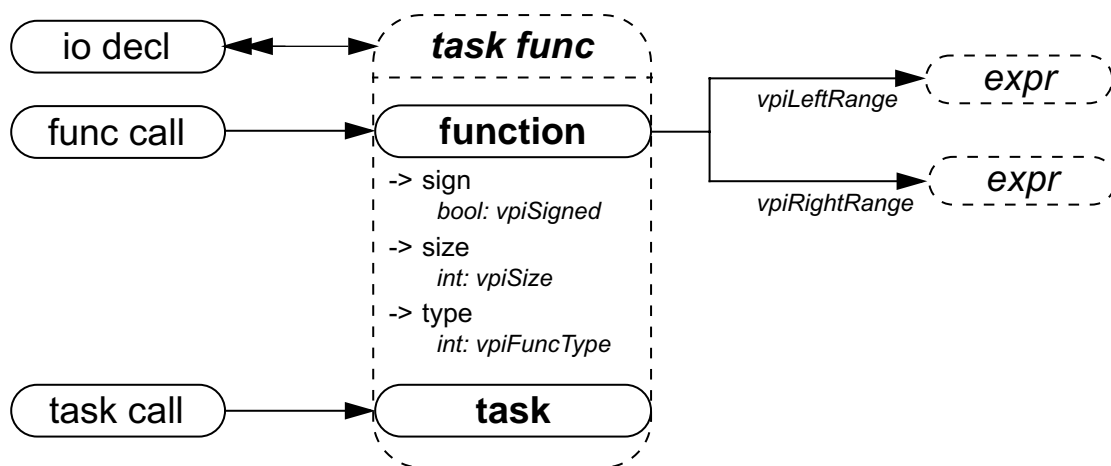 io decl
task func
expr
vpiLeftRange
func call
function
expr
vpiRightRange
-> sign
bool: vpiSigned
-> size
int: vpiSize
-> type
int: vpiFuncType
task call
task